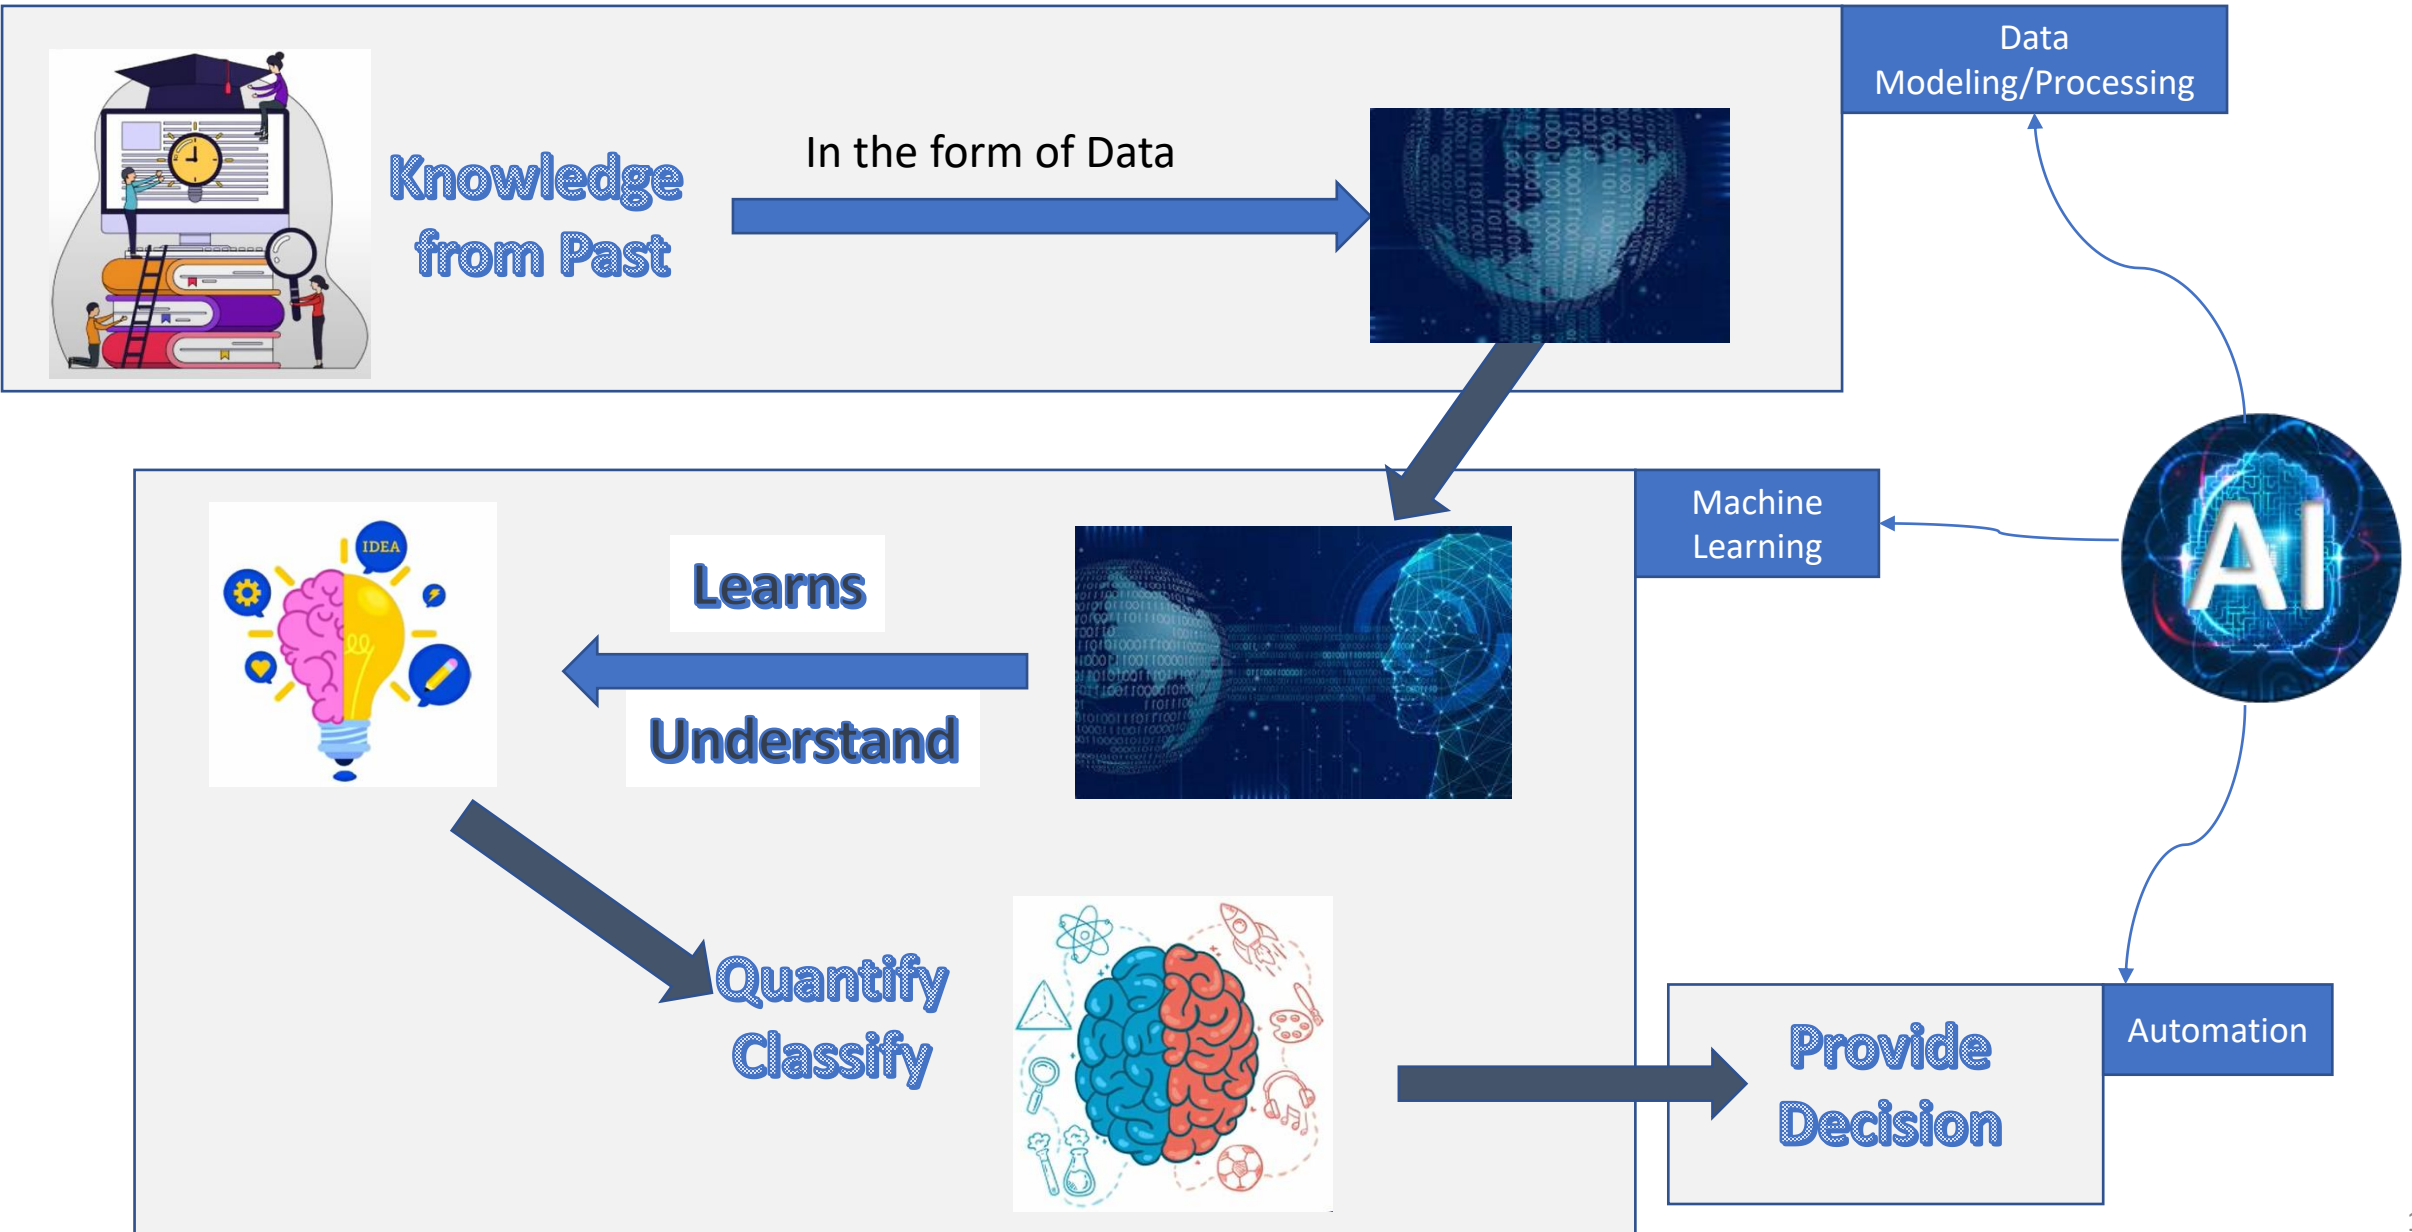 Data
Modeling/Processing
In the form of Data
Knowledge
from Past
Machine
Learning
IDEA
Learns
Understand
AI
Quantify
Classify
Provide
Decision
Automation